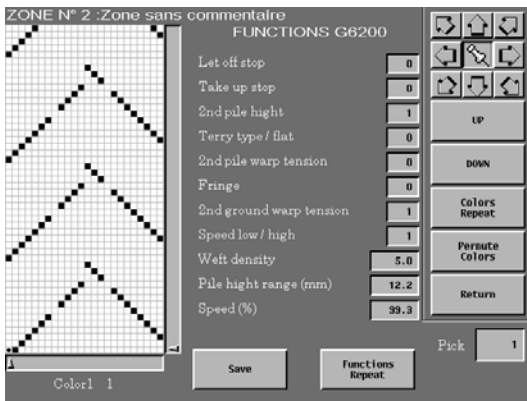 ZONE N° 2 :Zone sans commentaire
FUNCTIONS G6200
Let off stop 0
Take up stop 0
2nd pile hight 1
Terry type / flat 0
2nd pile warp tension 0
Fringe 0
2nd ground warp tension 1
Speed low / high 1
Weft density 5.0
Pile hight range (mm) 12.2
Speed (%) 99.3
UP
DOWN
Colors
Repeat
Permute
Colors
Return
Pick 1
Save
Functions
Repeat
Color1 1